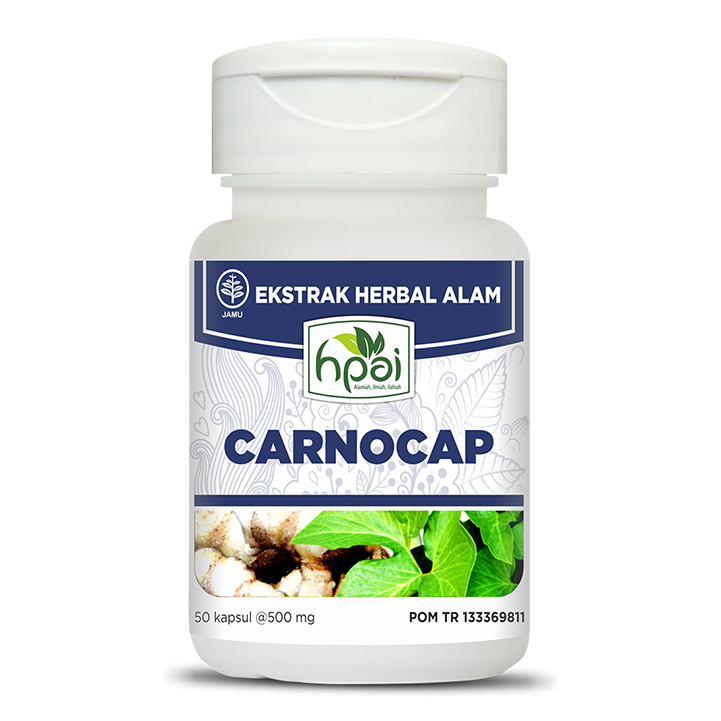 JAMU
EKSTRAK HERBAL ALAM
hpai
Alamiah, Ilmiah, Ilahiah
CARNOCAP
50 kapsul @500 mg
POM TR 133369811